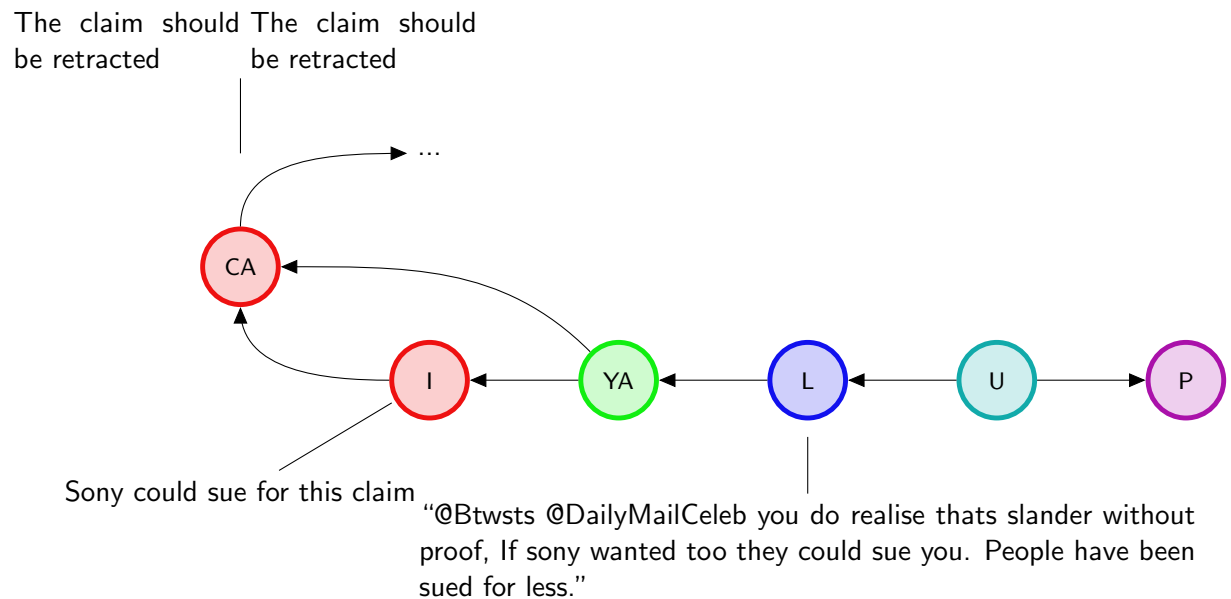 The claim should The claim should
be retracted be retracted
...
CA
I YA L U P
Sony could sue for this claim
“@Btwsts @DailyMailCeleb you do realise thats slander without
proof, If sony wanted too they could sue you. People have been
sued for less.”